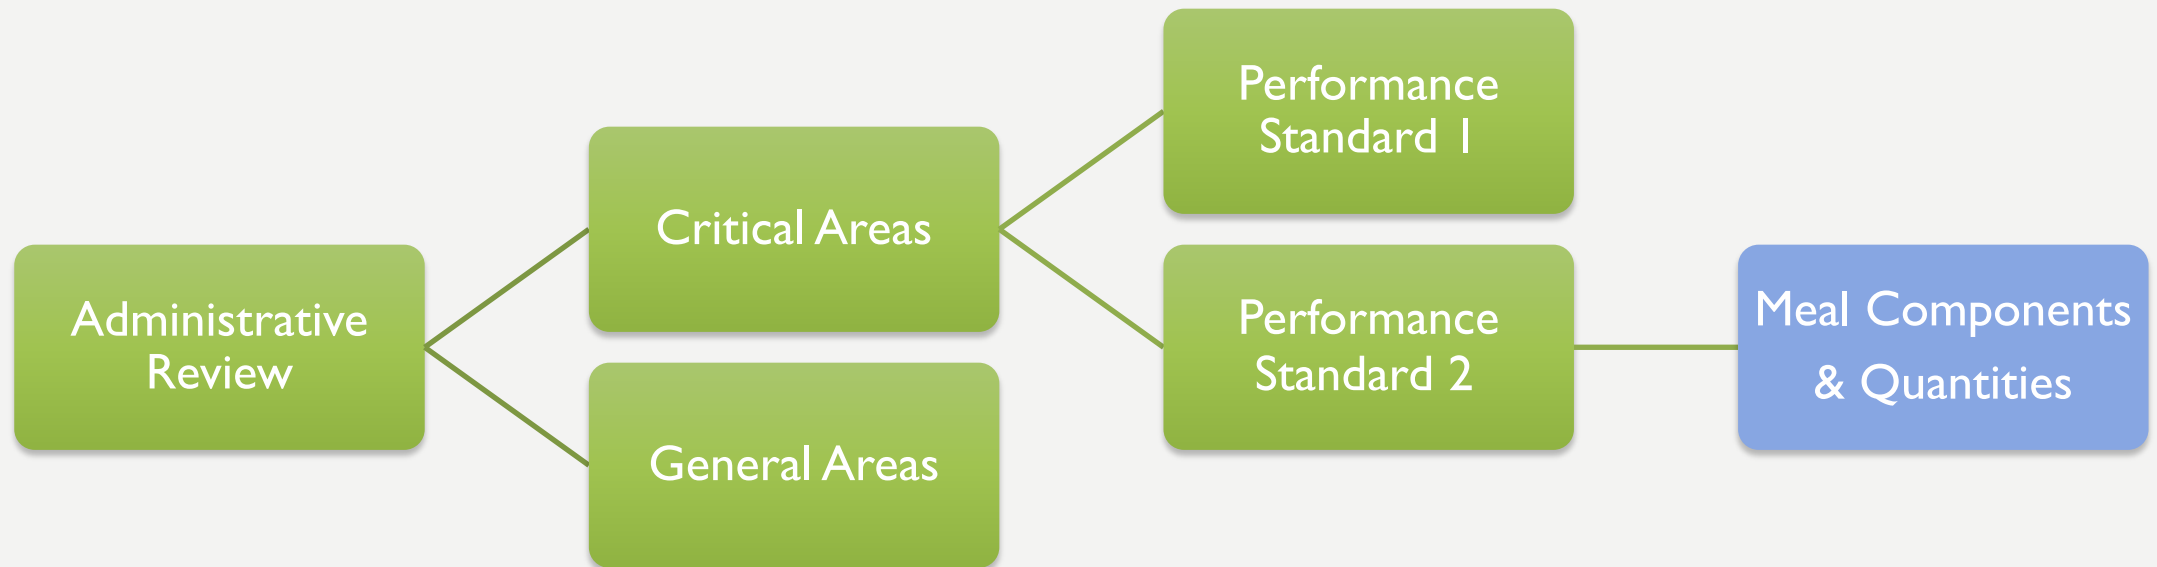 Administrative
Review
Critical Areas
General Areas
Performance
Standard 1
Performance
Standard 2
Meal Components
& Quantities